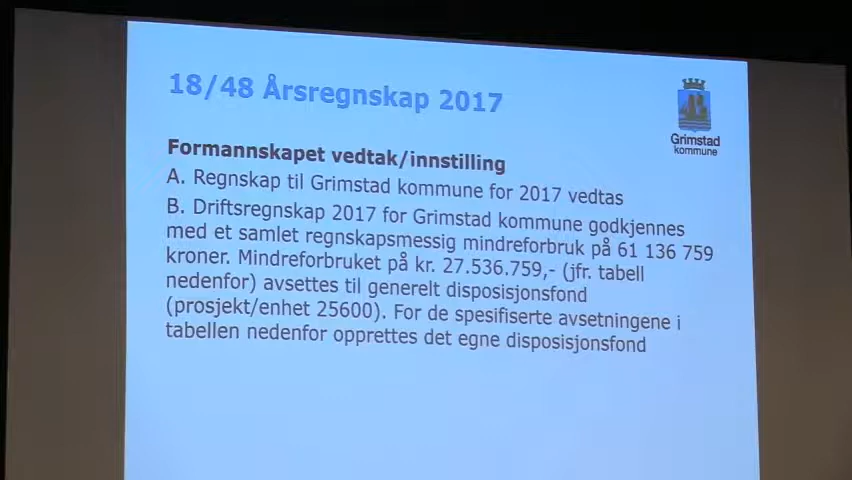 18/48 Årsregnskap 2017
Grimstad
kommune
Formannskapet vedtak/innstilling
A. Regnskap til Grimstad kommune for 2017 vedtas
B. Driftsregnskap 2017 for Grimstad kommune godkjennes
med et samlet regnskapsmessig mindreforbruk på 61 136 759
kroner. Mindreforbruket på kr. 27.536.759,- (jfr. tabell
nedenfor) avsettes til generelt disposisjonsfond
(prosjekt/enhet 25600). For de spesifiserte avsetningene i
tabellen nedenfor opprettes det egne disposisjonsfond